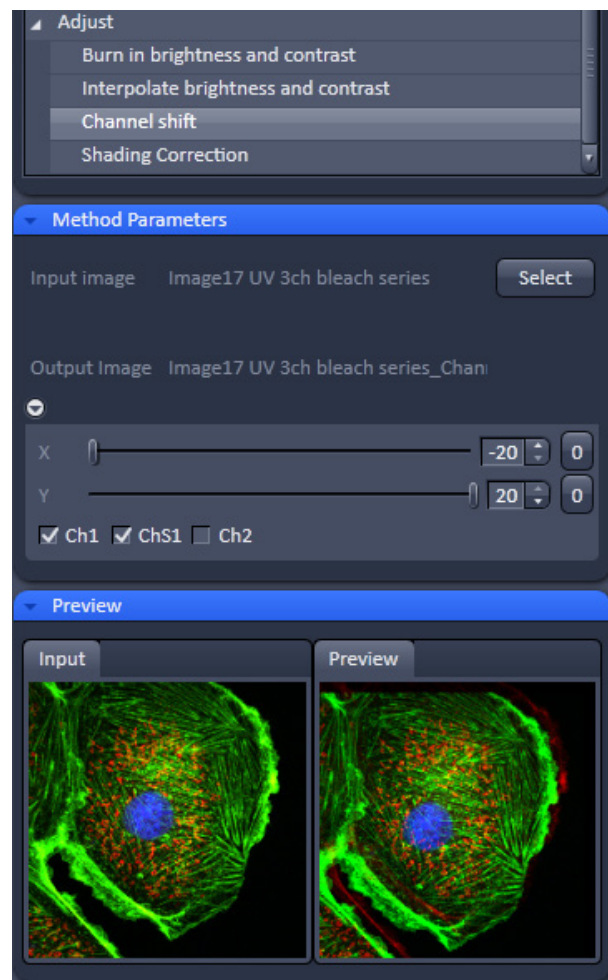 Adjust
Burn in brightness and contrast
Interpolate brightness and contrast
Channel shift
Shading Correction
Method Parameters
Input image Image17 UV 3ch bleach series Select
Output Image Image17 UV 3ch bleach series_Chan
X -20 0
Y 20 0
Ch1 ChS1 Ch2
Preview
Input Preview